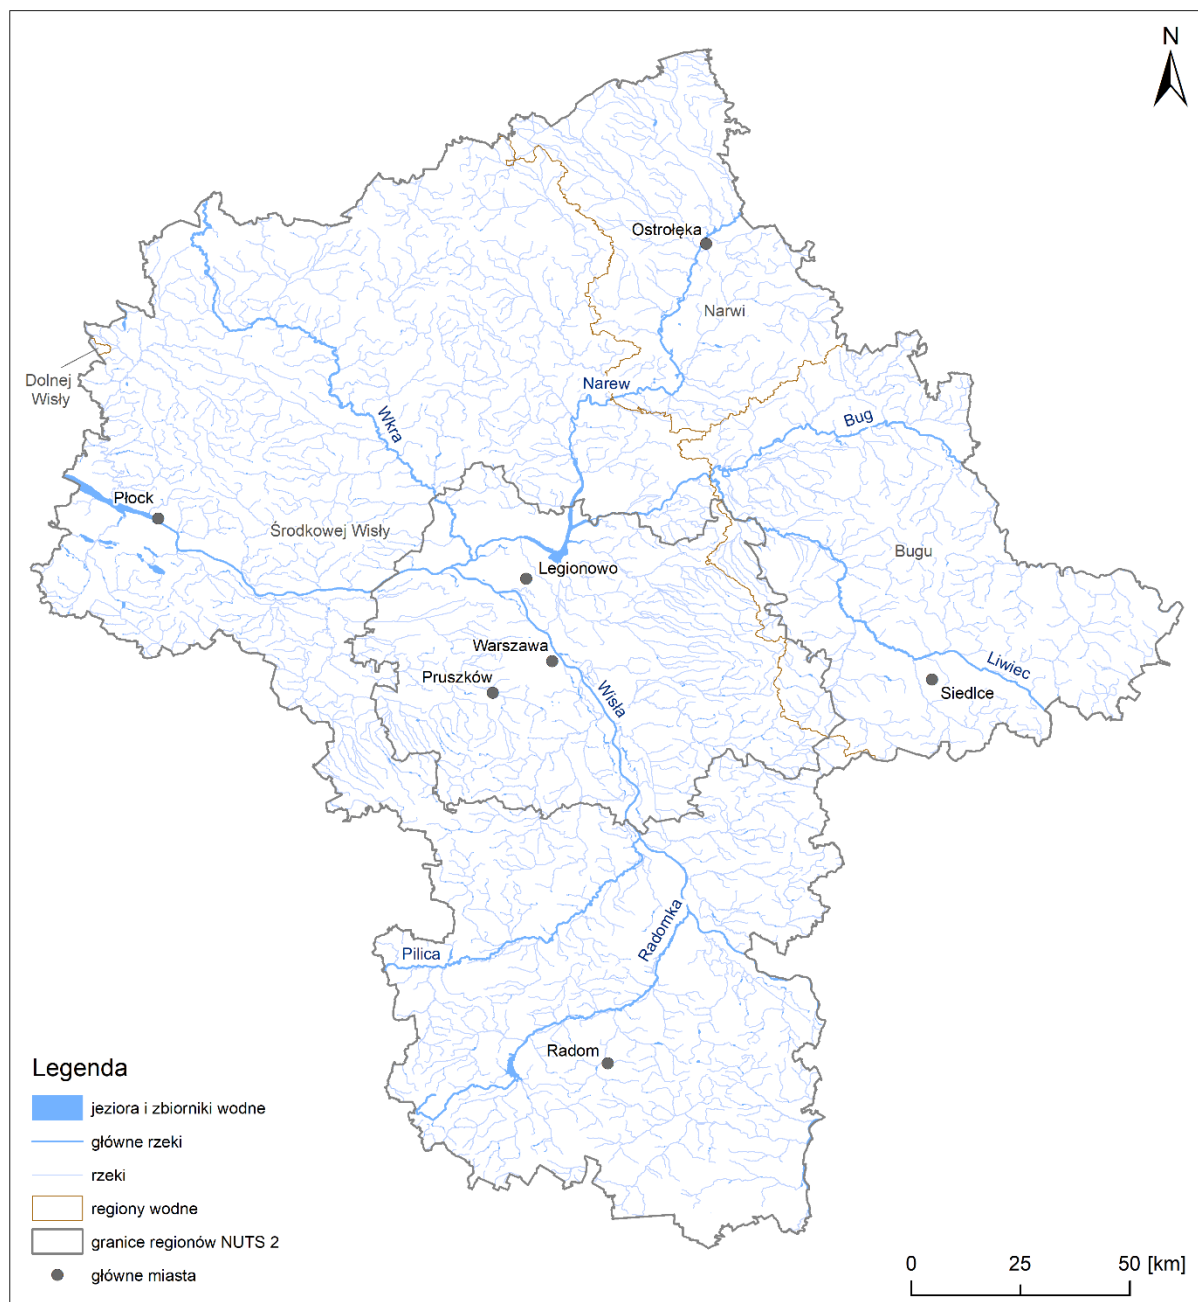 N
Ostrołęka
Narwi
Dolnej
Wisły
Narew
Wkra
Bug
Płock
Środkowej Wisły
Bugu
Legionowo
Warszawa
Pruszków
Wisła
Liwiec
Siedlce
Radomka
Pilica
Radom
Legenda
jeziora i zbiorniki wodne
główne rzeki
rzeki
regiony wodne
granice regionów NUTS 2
główne miasta
0 25 50 [km]